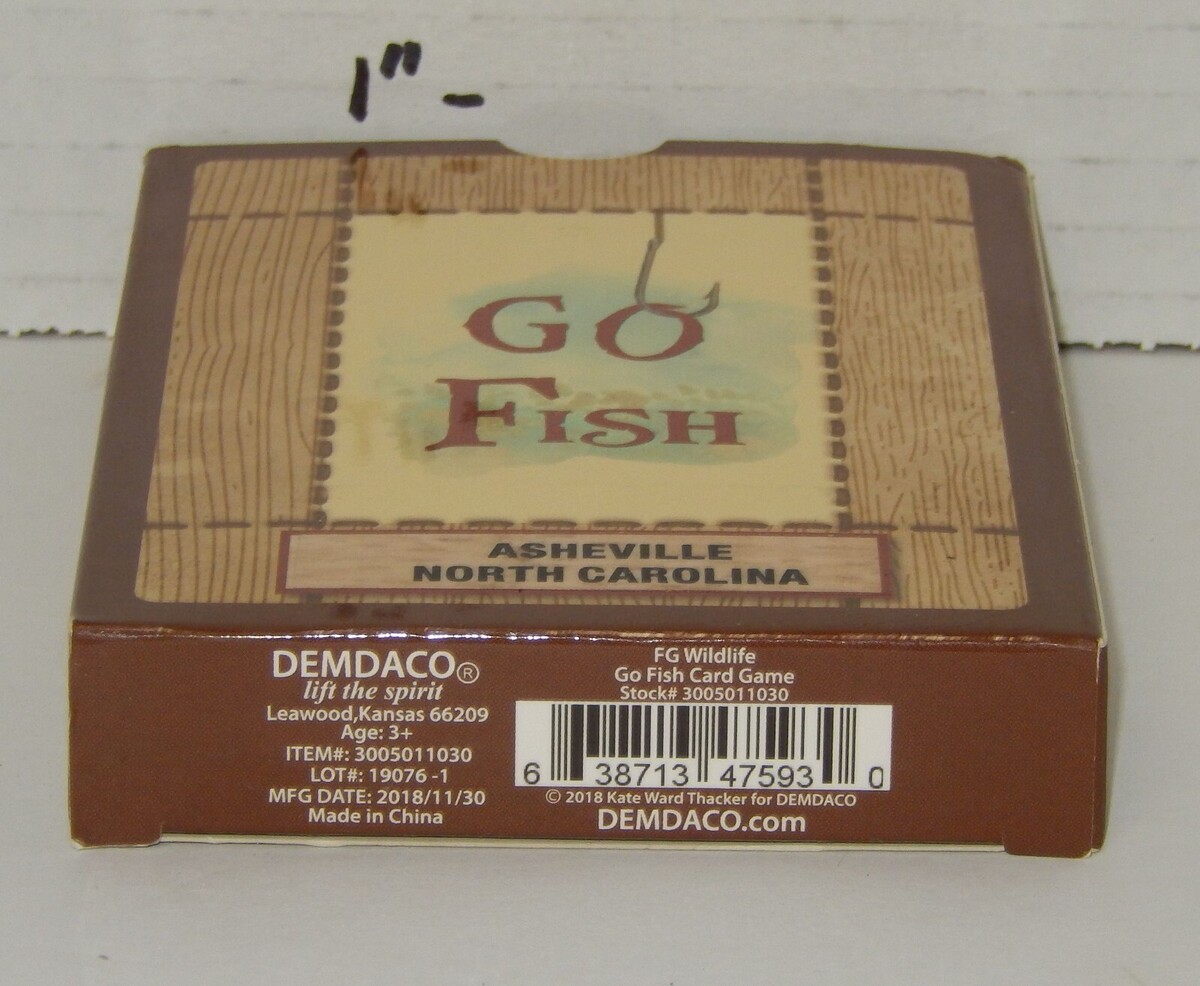 1" -
GO
FISH
ASHEVILLE
NORTH CAROLINA
DEMDACO®
lift the spirit
Leawood,Kansas 66209
Age: 3+
ITEM#: 3005011030
LOT#: 19076 -1
MFG DATE: 2018/11/30
Made in China
FG Wildlife
Go Fish Card Game
Stock# 3005011030
6 38713 47593 0
© 2018 Kate Ward Thacker for DEMDACO
DEMDACO.com